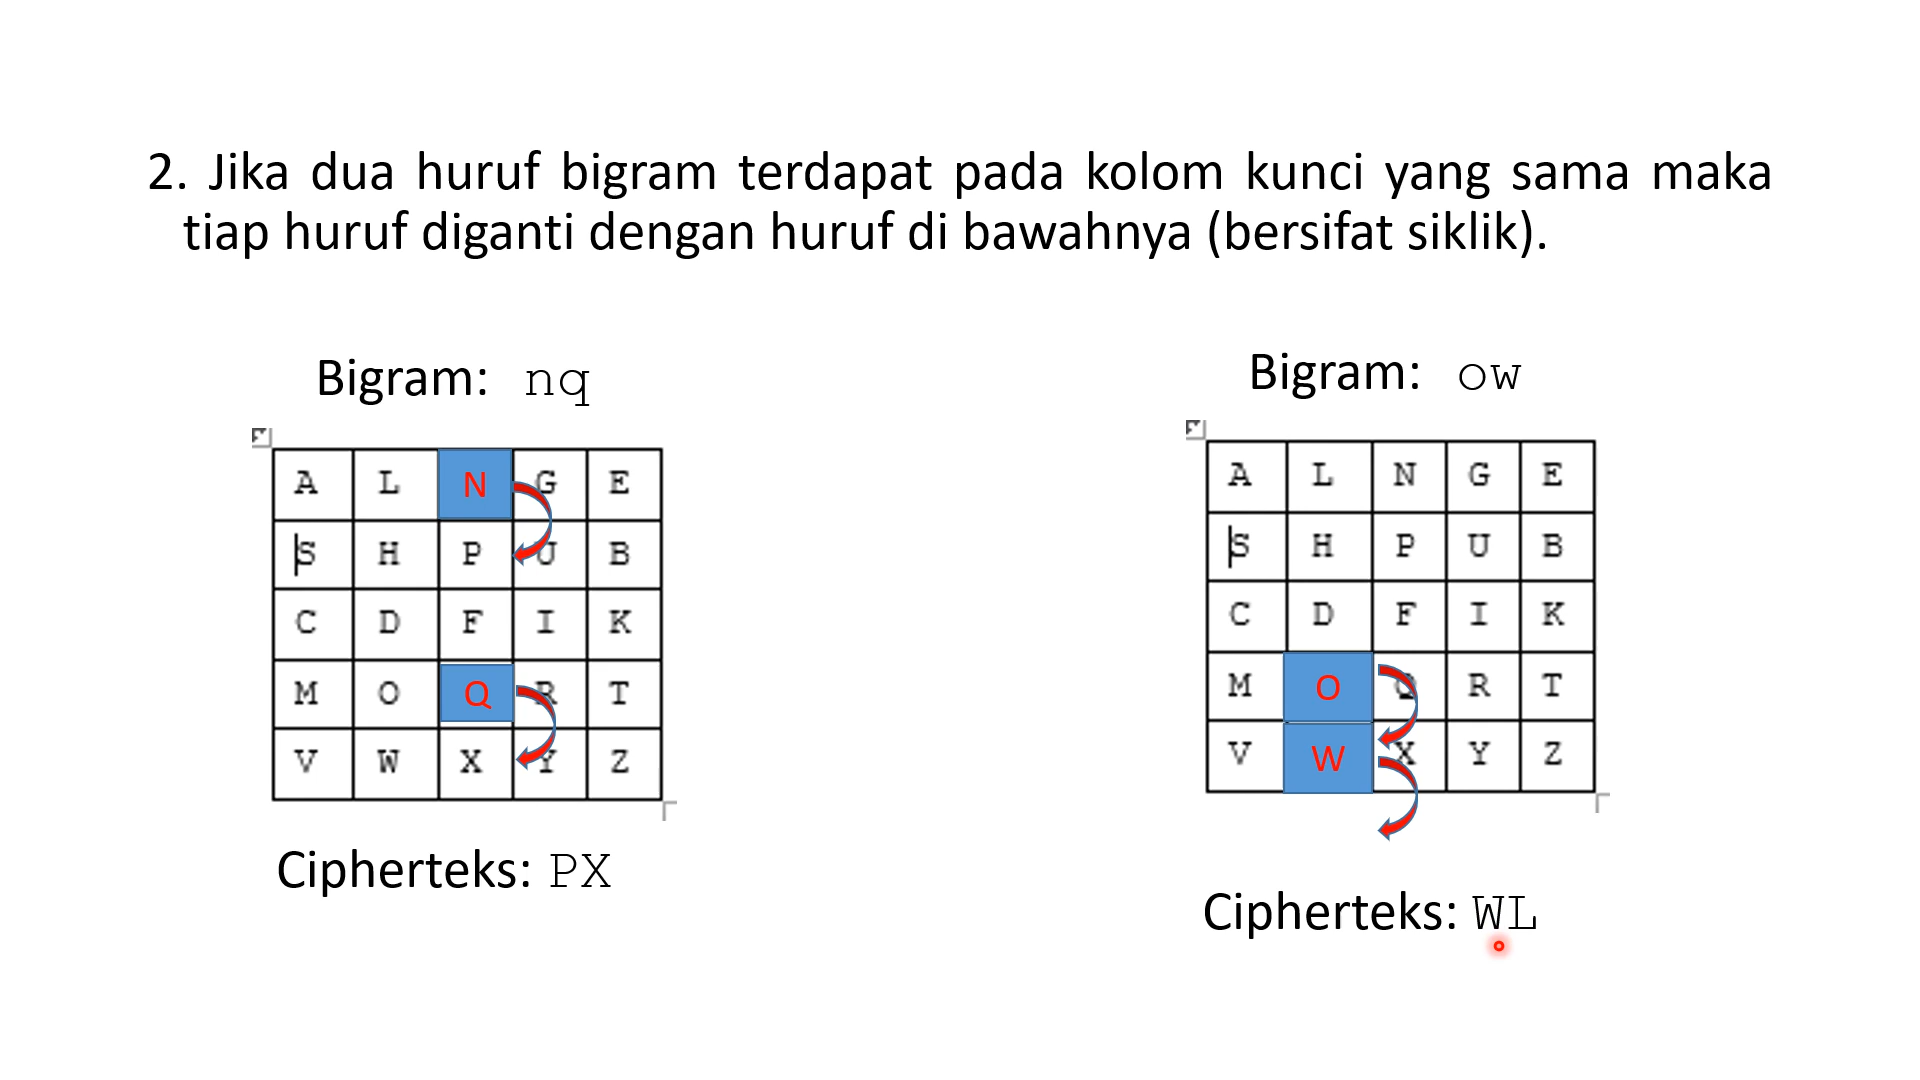 2. Jika dua huruf bigram terdapat pada kolom kunci yang sama maka
tiap huruf diganti dengan huruf di bawahnya (bersifat siklik).
Bigram: nq
A L N G E
S H P U B
C D F I K
M O Q R T
V W X Y Z
Cipherteks: PX
Bigram: ow
A L N G E
S H P U B
C D F I K
M O Q R T
V W X Y Z
Cipherteks: WL